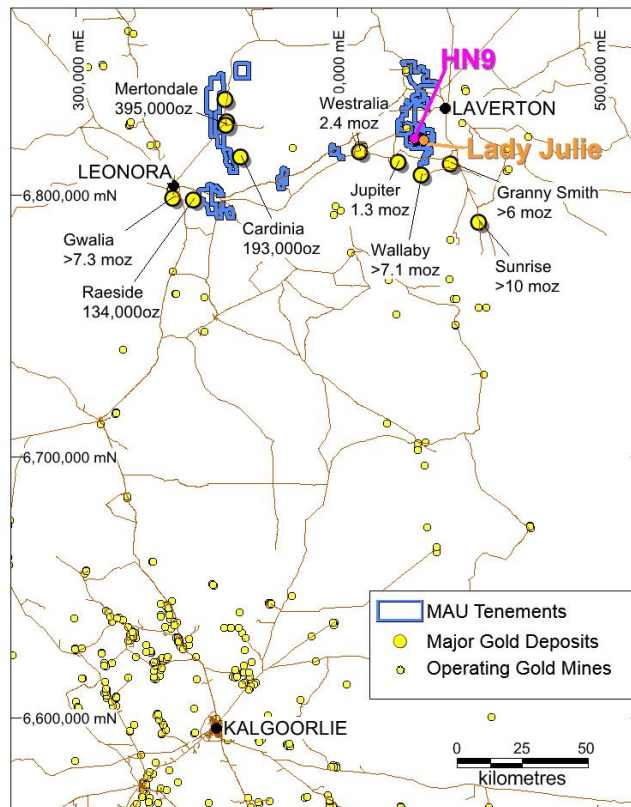 300,000 mE
0,000 mE
500,000 mE
HN9
Mertondale
395,000oz
Westralia
2.4 moz
LAVERTON
Lady Julie
LEONORA
6,800,000 mN
Jupiter
1.3 moz
Granny Smith
>6 moz
Gwalia
>7.3 moz
Cardinia
193,000oz
Wallaby
>7.1 moz
Sunrise
>10 moz
Raeside
134,000oz
6,700,000 mN
MAU Tenements
Major Gold Deposits
Operating Gold Mines
6,600,000 mN
KALGOORLIE
0 25 50
kilometres